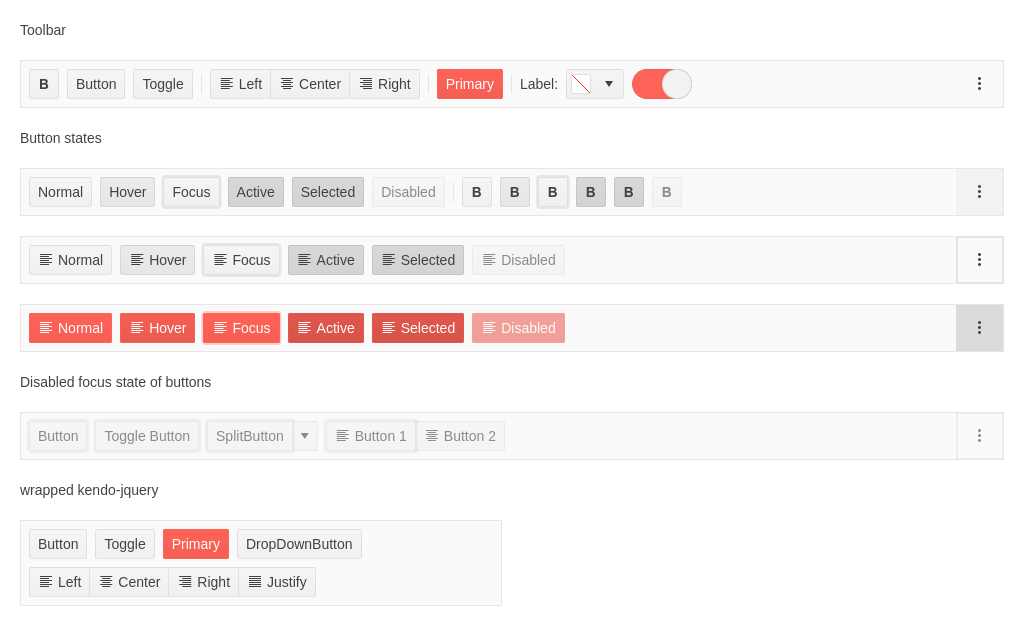 Toolbar
B Button Toggle Left Center Right Primary Label:
Button states
Normal Hover Focus Active Selected Disabled B B B B B B
Normal Hover Focus Active Selected Disabled
Normal Hover Focus Active Selected Disabled
Disabled focus state of buttons
Button Toggle Button SplitButton Button 1 Button 2
wrapped kendo-jquery
Button Toggle Primary DropDownButton
Left Center Right Justify